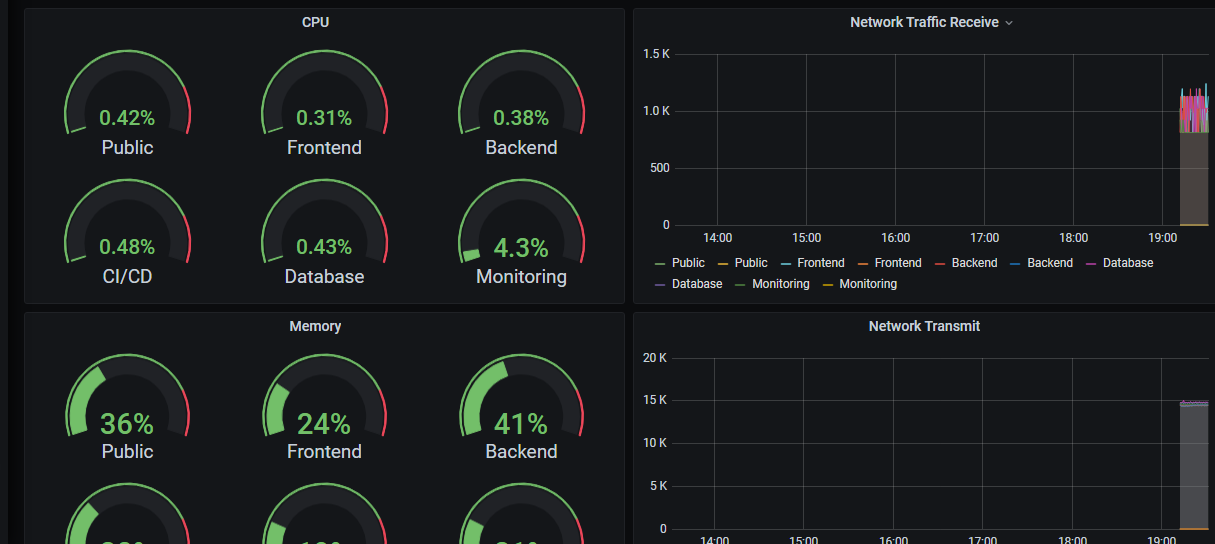 CPU
0.42%
Public
0.31%
Frontend
0.38%
Backend
0.48%
CI/CD
0.43%
Database
4.3%
Monitoring
Network Traffic Receive
1.5 K
1.0 K
500
0
14:00 15:00 16:00 17:00 18:00 19:00
Public Public Frontend Frontend Backend Backend Database
Database Monitoring Monitoring
Memory
36%
Public
24%
Frontend
41%
Backend
Network Transmit
20 K
15 K
10 K
5 K
0
14:00 15:00 16:00 17:00 18:00 19:00